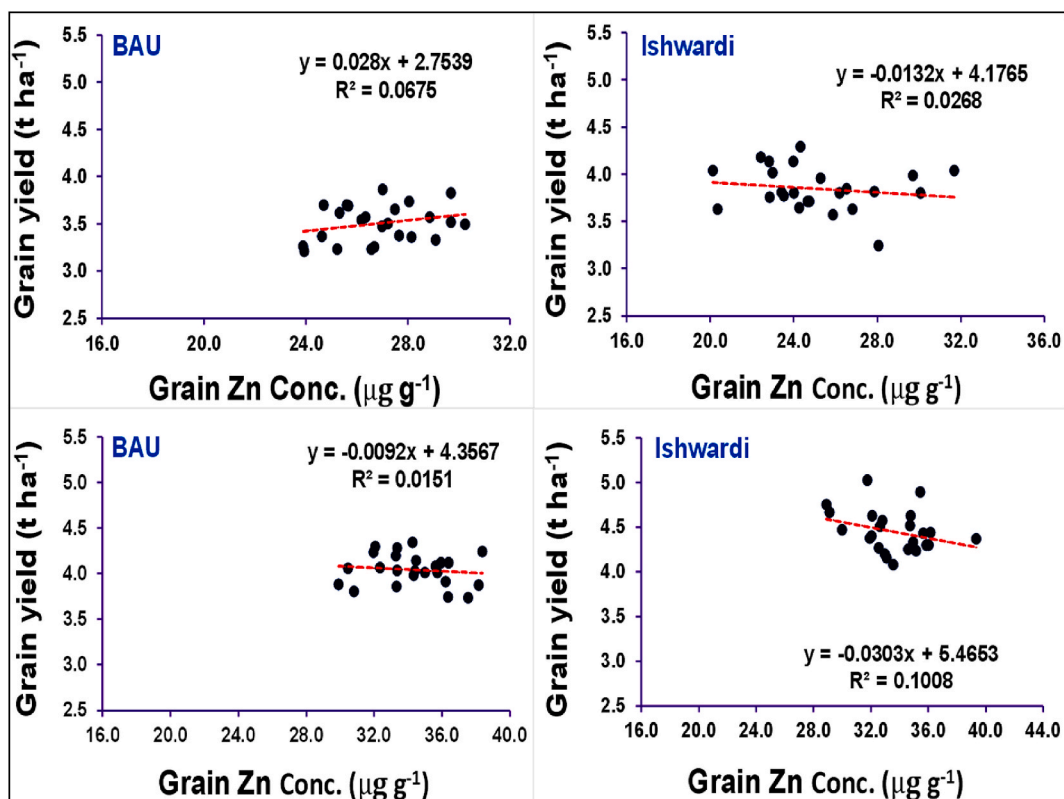 BAU
y = 0.028x + 2.7539
R² = 0.0675
Grain yield (t ha⁻¹)
5.5
5.0
4.5
4.0
3.5
3.0
2.5
16.0 20.0 24.0 28.0 32.0
Grain Zn Conc. (μg g⁻¹)
Ishwardi
y = -0.0132x + 4.1765
R² = 0.0268
Grain yield (t ha⁻¹)
5.5
5.0
4.5
4.0
3.5
3.0
2.5
16.0 20.0 24.0 28.0 32.0 36.0
Grain Zn Conc. (μg g⁻¹)
BAU
y = -0.0092x + 4.3567
R² = 0.0151
Grain yield (t ha⁻¹)
5.5
5.0
4.5
4.0
3.5
3.0
2.5
16.0 20.0 24.0 28.0 32.0 36.0 40.0
Grain Zn Conc. (μg g⁻¹)
Ishwardi
Grain yield (t ha⁻¹)
5.5
5.0
4.5
4.0
3.5
3.0
2.5
y = -0.0303x + 5.4653
R² = 0.1008
16.0 20.0 24.0 28.0 32.0 36.0 40.0 44.0
Grain Zn Conc. (μg g⁻¹)